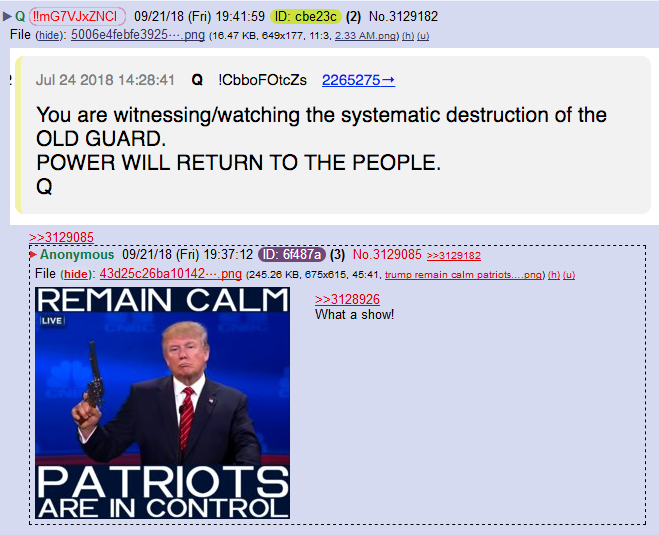 Q !!mG7VJxZNCI 09/21/18 (Fri) 19:41:59 ID: cbe23c (2) No.3129182
File (hide): 5006e4febfe3925⋯.png (16.47 KB, 649x177, 11:3, 2.33 AM.png) (h) (u)
Jul 24 2018 14:28:41 Q !CbboFOtcZs 2265275→
You are witnessing/watching the systematic destruction of the
OLD GUARD.
POWER WILL RETURN TO THE PEOPLE.
Q
>>3129085
Anonymous 09/21/18 (Fri) 19:37:12 ID: 6f487a (3) No.3129085 >>3129182
File (hide): 43d25c26ba10142⋯.png (245.26 KB, 675x615, 45:41, trump remain calm patriots....png) (h) (u)
REMAIN CALM
LIVE
PATRIOTS
ARE IN CONTROL
>>3128926
What a show!